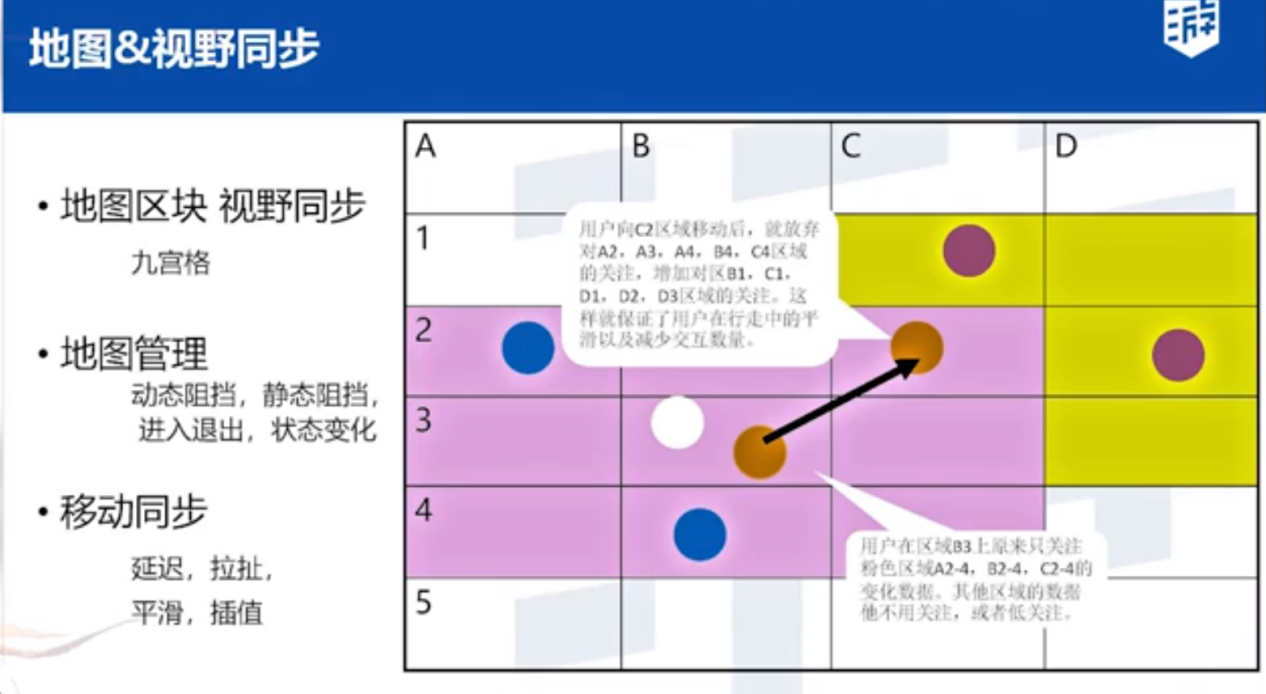 地图&视野同步
游
• 地图区块 视野同步
九宫格
• 地图管理
动态阻挡，静态阻挡，
进入退出，状态变化
• 移动同步
延迟，拉扯，
平滑，插值
A B C D
1
2
3
4
5
用户向C2区域移动后，就放弃
对A2，A3，A4，B4，C4区域
的关注，增加对区B1，C1，
D1，D2，D3区域的关注。这
样就保证了用户在行走中的平
滑以及减少交互数量。
用户在区域B3上原来只关注
粉色区域A2-4，B2-4，C2-4的
变化数据。其他区域的数据
他不用关注，或者低关注。